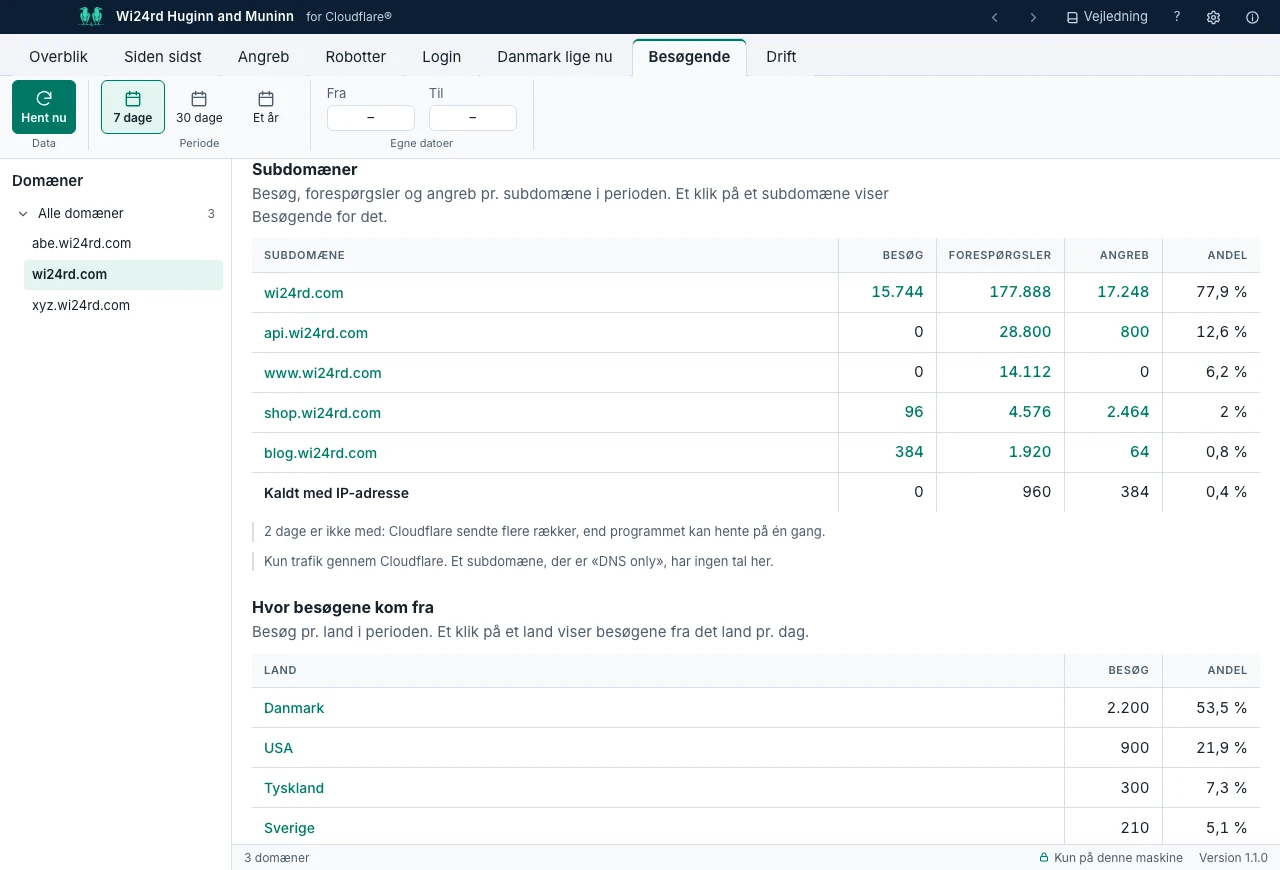 Wi24rd Huginn and Muninn for Cloudflare®
Vejledning ?
Overblik Siden sidst Angreb Robotter Login Danmark lige nu Besøgende Drift
Hent nu 7 dage 30 dage Et år
Data Periode
Fra Til
– –
Egne datoer
Domæner
Alle domæner 3
abe.wi24rd.com
wi24rd.com
xyz.wi24rd.com
Subdomæner
Besøg, forespørgsler og angreb pr. subdomæne i perioden. Et klik på et subdomæne viser
Besøgende for det.
SUBDOMÆNE BESØG FORESPØRGSLER ANGREB ANDEL
wi24rd.com 15.744 177.888 17.248 77,9 %
api.wi24rd.com 0 28.800 800 12,6 %
www.wi24rd.com 0 14.112 0 6,2 %
shop.wi24rd.com 96 4.576 2.464 2 %
blog.wi24rd.com 384 1.920 64 0,8 %
Kaldt med IP-adresse 0 960 384 0,4 %
2 dage er ikke med: Cloudflare sendte flere rækker, end programmet kan hente på én gang.
Kun trafik gennem Cloudflare. Et subdomæne, der er «DNS only», har ingen tal her.
Hvor besøgene kom fra
Besøg pr. land i perioden. Et klik på et land viser besøgene fra det land pr. dag.
LAND BESØG ANDEL
Danmark 2.200 53,5 %
USA 900 21,9 %
Tyskland 300 7,3 %
Sverige 210 5,1 %
3 domæner Kun på denne maskine Version 1.1.0